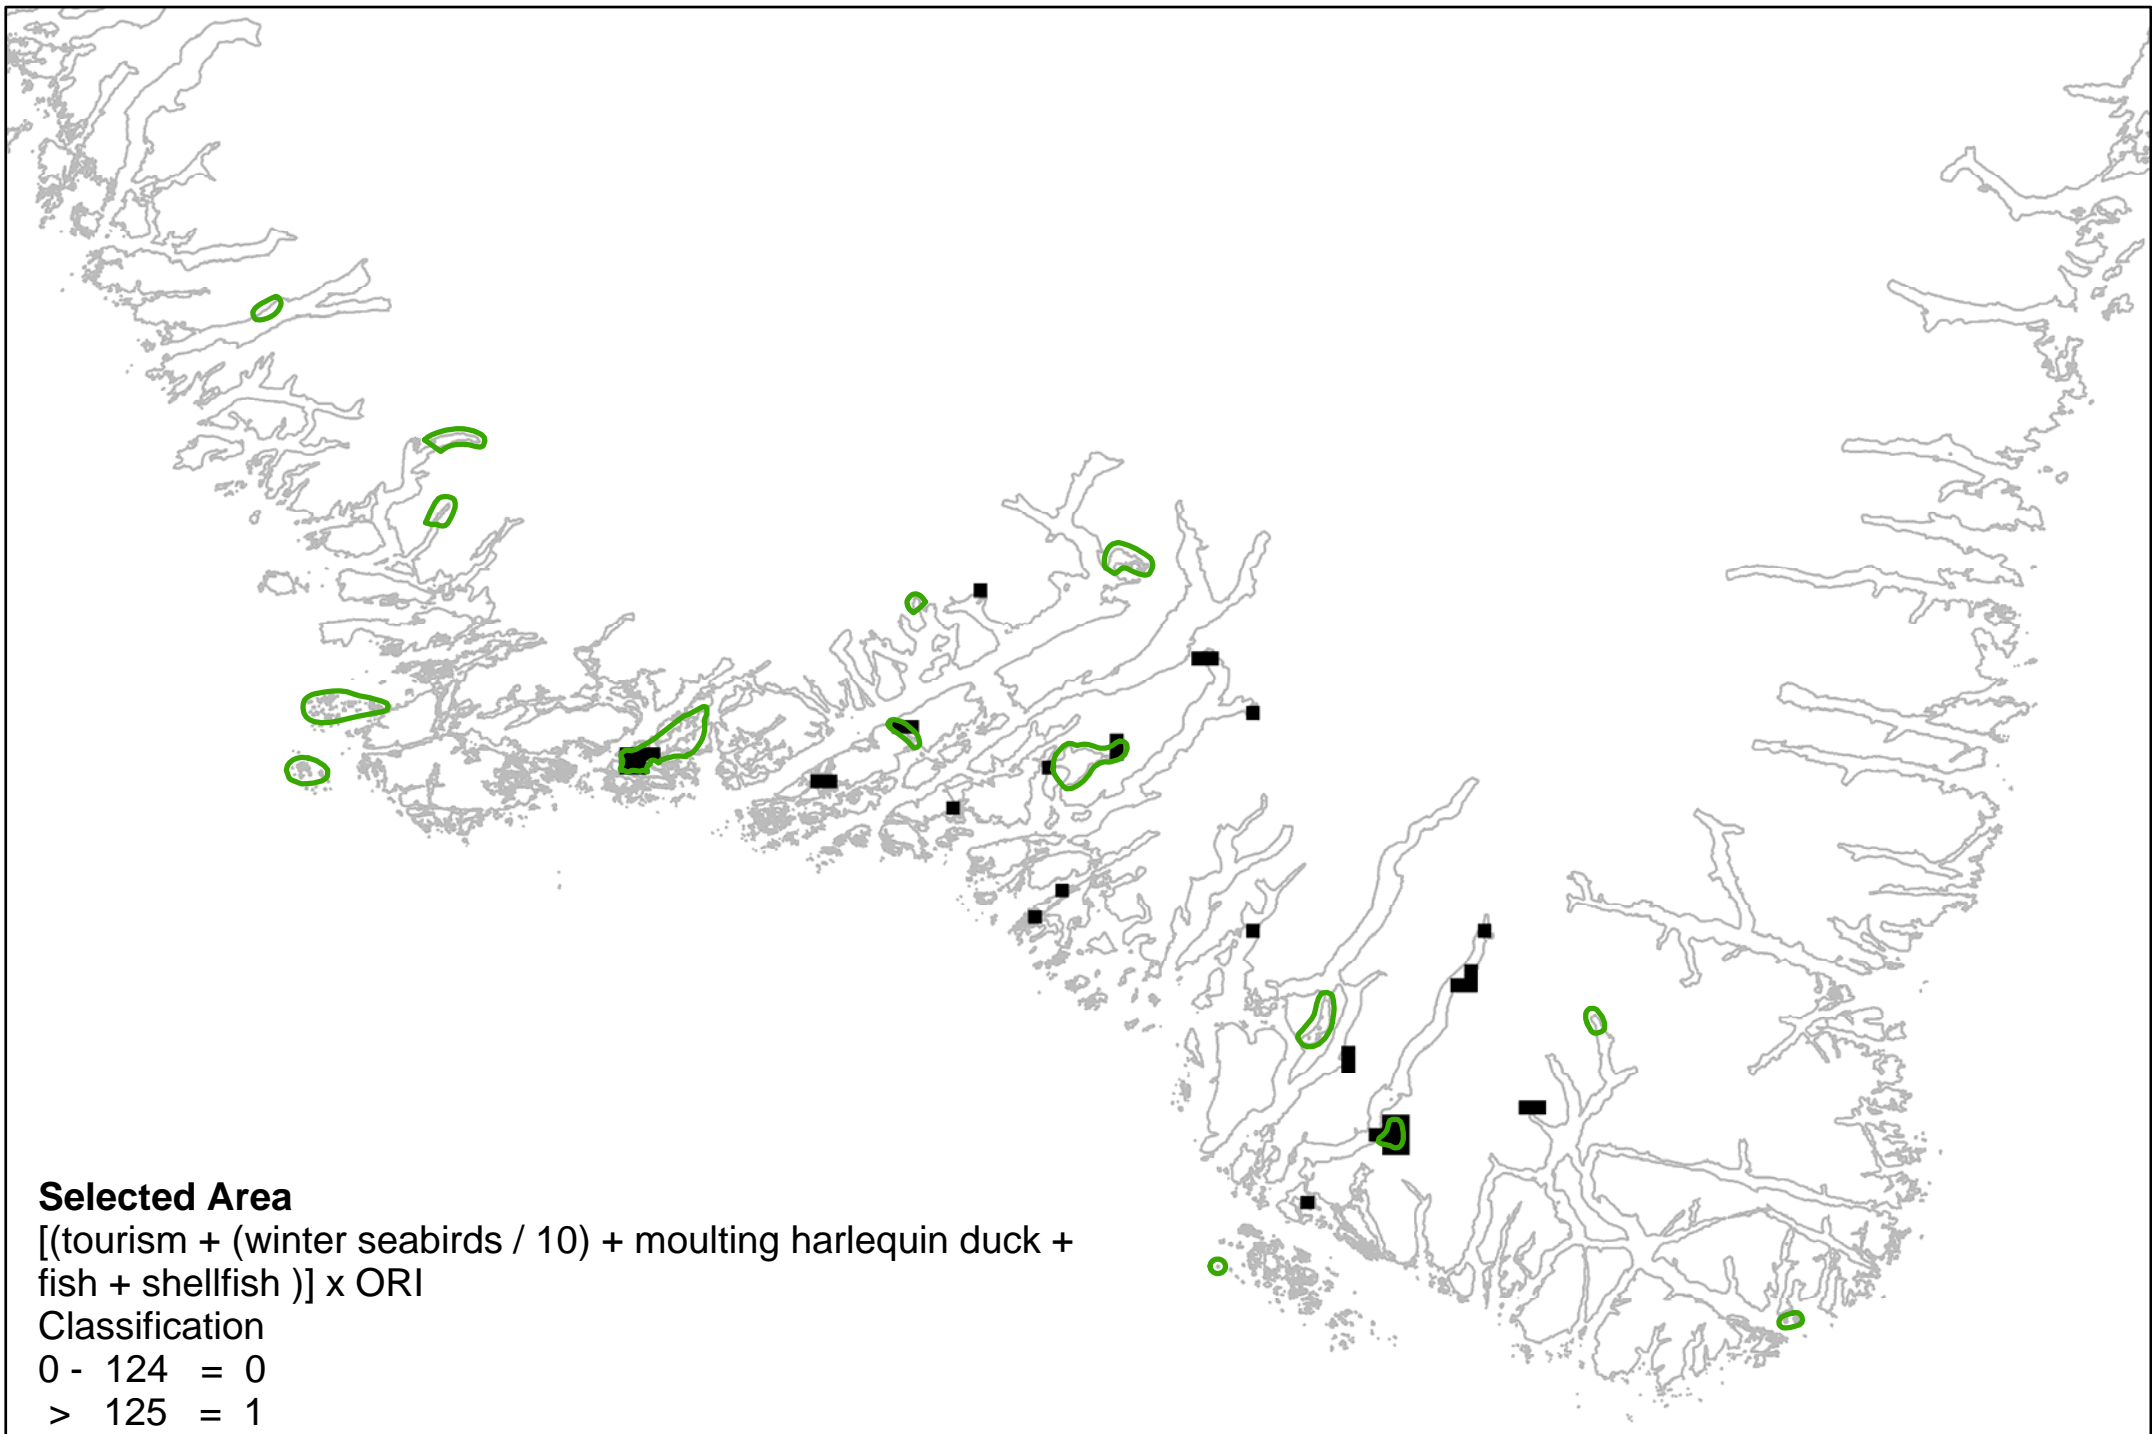 Selected Area
[(tourism + (winter seabirds / 10) + moulting harlequin duck +
fish + shellfish )] x ORI
Classification
0 - 124 = 0
> 125 = 1